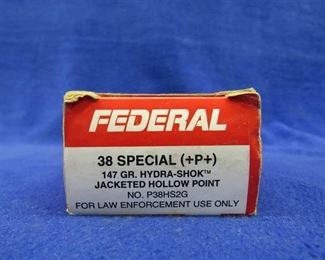 FEDERAL
38 SPECIAL (+P+)
147 GR. HYDRA-SHOK™
JACKETED HOLLOW POINT
NO. P38HS2G
FOR LAW ENFORCEMENT USE ONLY